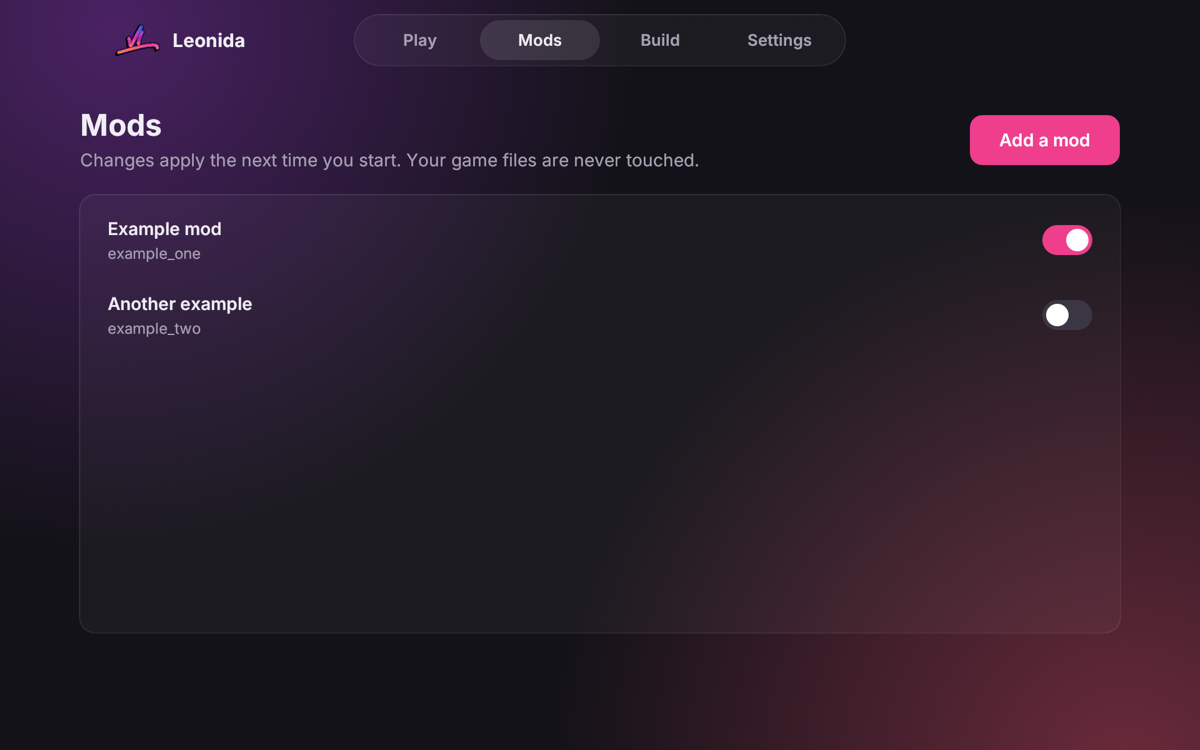 Leonida
Play
Mods
Build
Settings
Mods
Changes apply the next time you start. Your game files are never touched.
Add a mod
Example mod
example_one
Another example
example_two